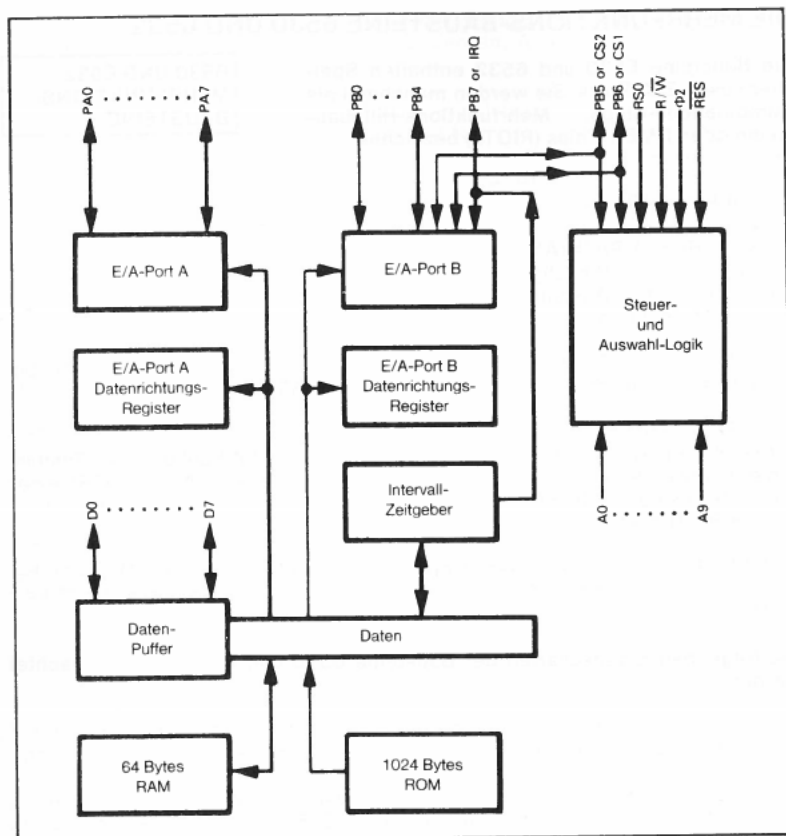 PA0 . . . . . . . . PA7
PB0 . . . . PB4
PB7 or IRO
PB5 or CS2
PB6 or CS1
RS0
R/W̅
φ2
R̅E̅S̅
E/A-Port A
E/A-Port B
Steuer-
und
Auswahl-Logik
E/A-Port A
Datenrichtungs-
Register
E/A-Port B
Datenrichtungs-
Register
Intervall-
Zeitgeber
A0 . . . . . . . A9
D0 . . . . . . . . D7
Daten-
Puffer
Daten
64 Bytes
RAM
1024 Bytes
ROM